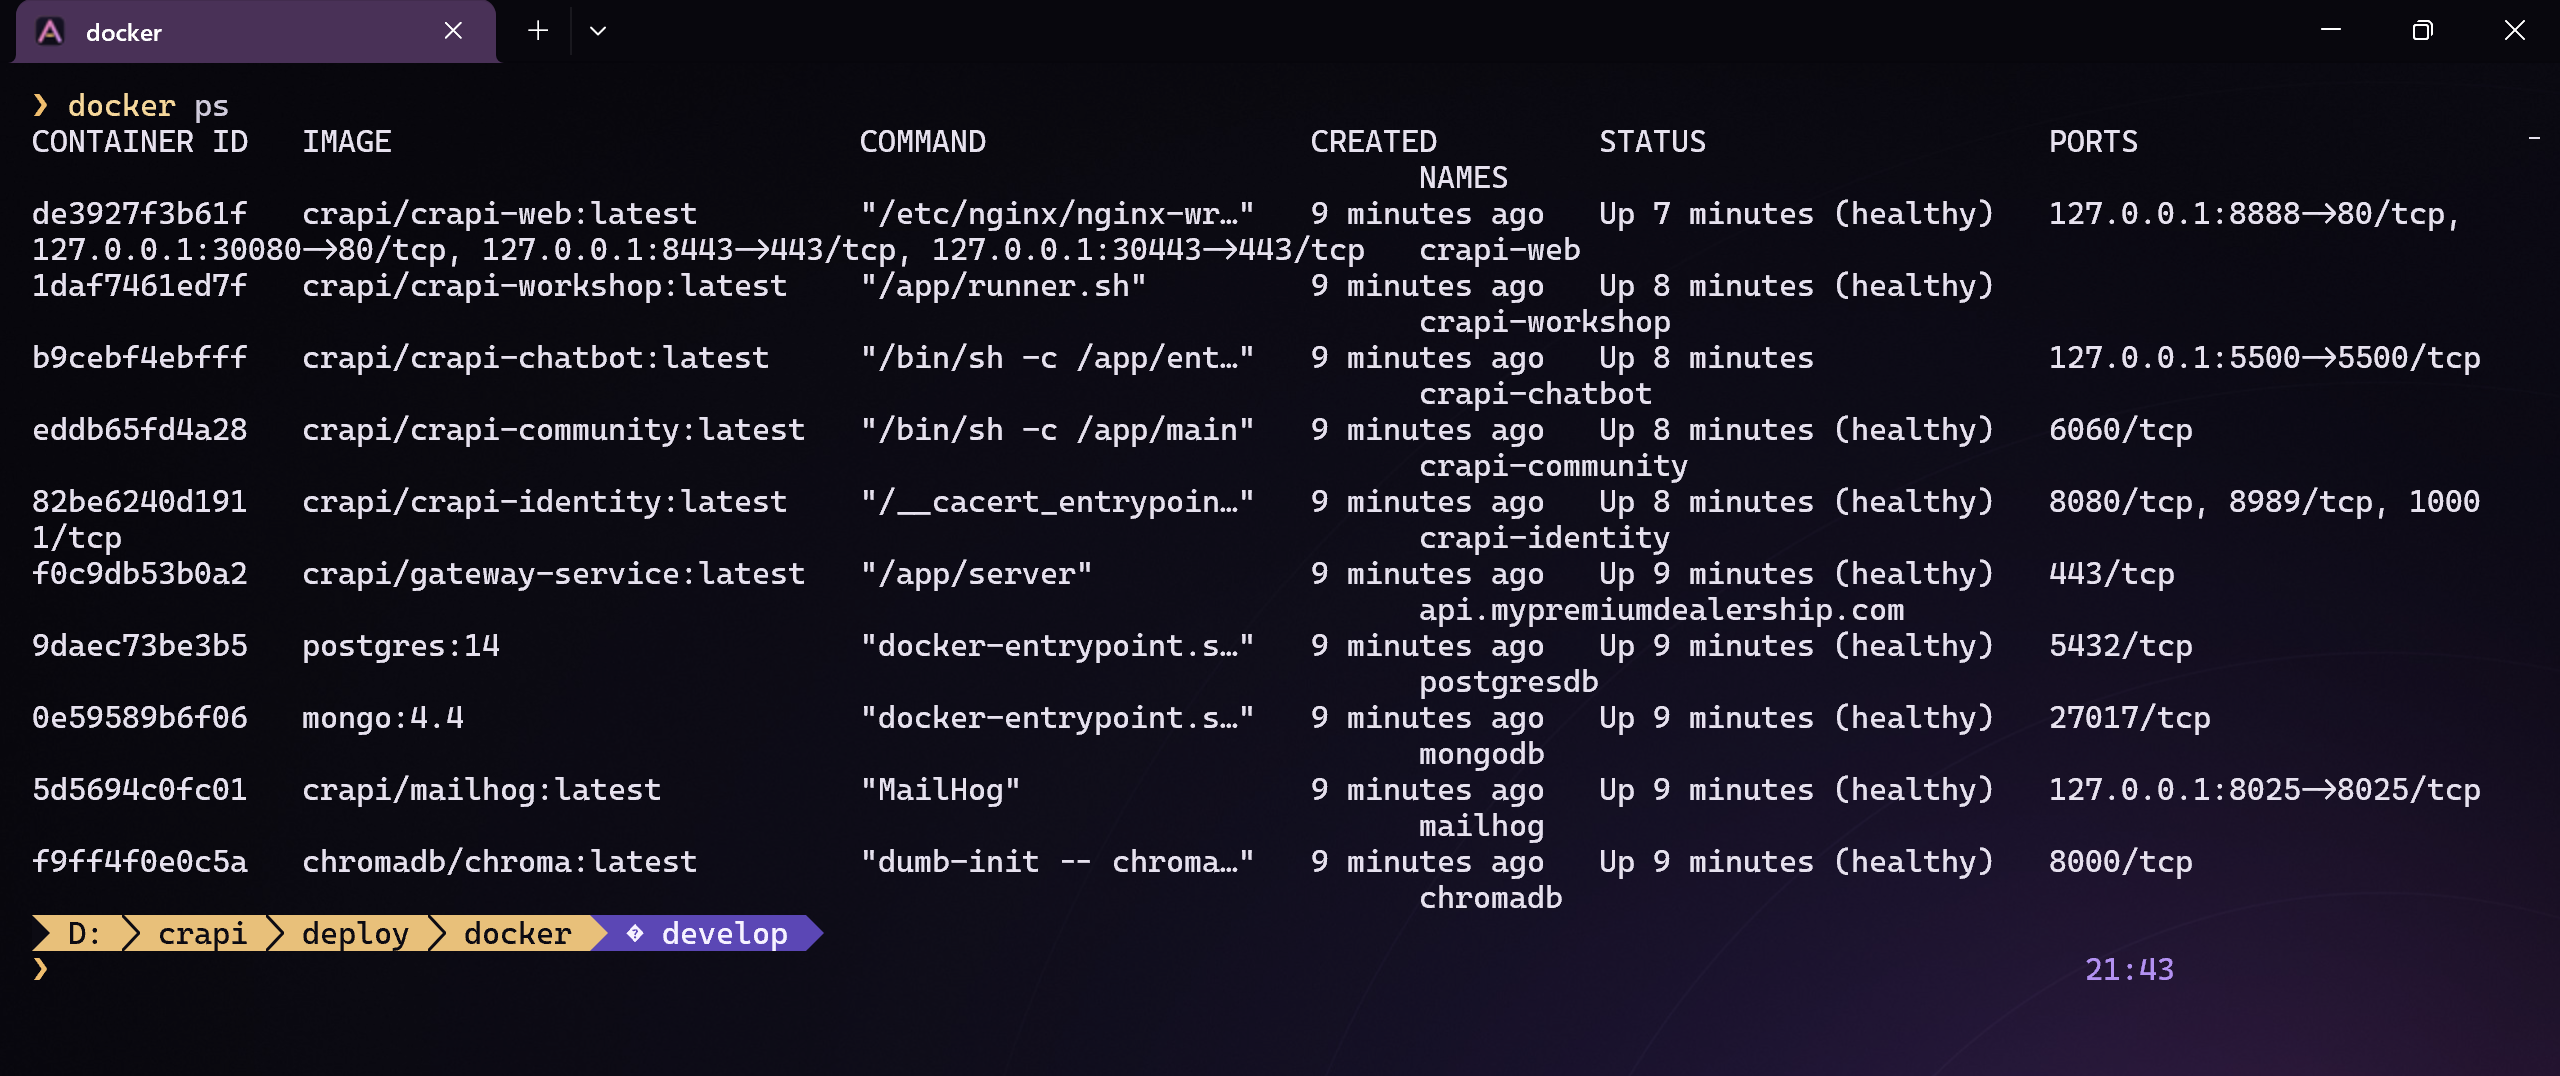 docker
❯ docker ps
CONTAINER ID   IMAGE                          COMMAND                  CREATED         STATUS                   PORTS
NAMES
de3927f3b61f   crapi/crapi-web:latest         "/etc/nginx/nginx-wr…"   9 minutes ago   Up 7 minutes (healthy)   127.0.0.1:8888->80/tcp,
127.0.0.1:30080->80/tcp, 127.0.0.1:8443->443/tcp, 127.0.0.1:30443->443/tcp   crapi-web
1daf7461ed7f   crapi/crapi-workshop:latest    "/app/runner.sh"         9 minutes ago   Up 8 minutes (healthy)
crapi-workshop
b9cebf4ebfff   crapi/crapi-chatbot:latest     "/bin/sh -c /app/ent…"   9 minutes ago   Up 8 minutes             127.0.0.1:5500->5500/tcp
crapi-chatbot
eddb65fd4a28   crapi/crapi-community:latest   "/bin/sh -c /app/main"   9 minutes ago   Up 8 minutes (healthy)   6060/tcp
crapi-community
82be6240d191   crapi/crapi-identity:latest    "/__cacert_entrypoin…"   9 minutes ago   Up 8 minutes (healthy)   8080/tcp, 8989/tcp, 1000
1/tcp   crapi-identity
f0c9db53b0a2   crapi/gateway-service:latest   "/app/server"            9 minutes ago   Up 9 minutes (healthy)   443/tcp
api.mypremiumdealership.com
9daec73be3b5   postgres:14                    "docker-entrypoint.s…"   9 minutes ago   Up 9 minutes (healthy)   5432/tcp
postgresdb
0e59589b6f06   mongo:4.4                      "docker-entrypoint.s…"   9 minutes ago   Up 9 minutes (healthy)   27017/tcp
mongodb
5d5694c0fc01   crapi/mailhog:latest           "MailHog"                9 minutes ago   Up 9 minutes (healthy)   127.0.0.1:8025->8025/tcp
mailhog
f9ff4f0e0c5a   chromadb/chroma:latest         "dumb-init -- chroma…"   9 minutes ago   Up 9 minutes (healthy)   8000/tcp
chromadb
D: crapi deploy docker develop
❯ 21:43